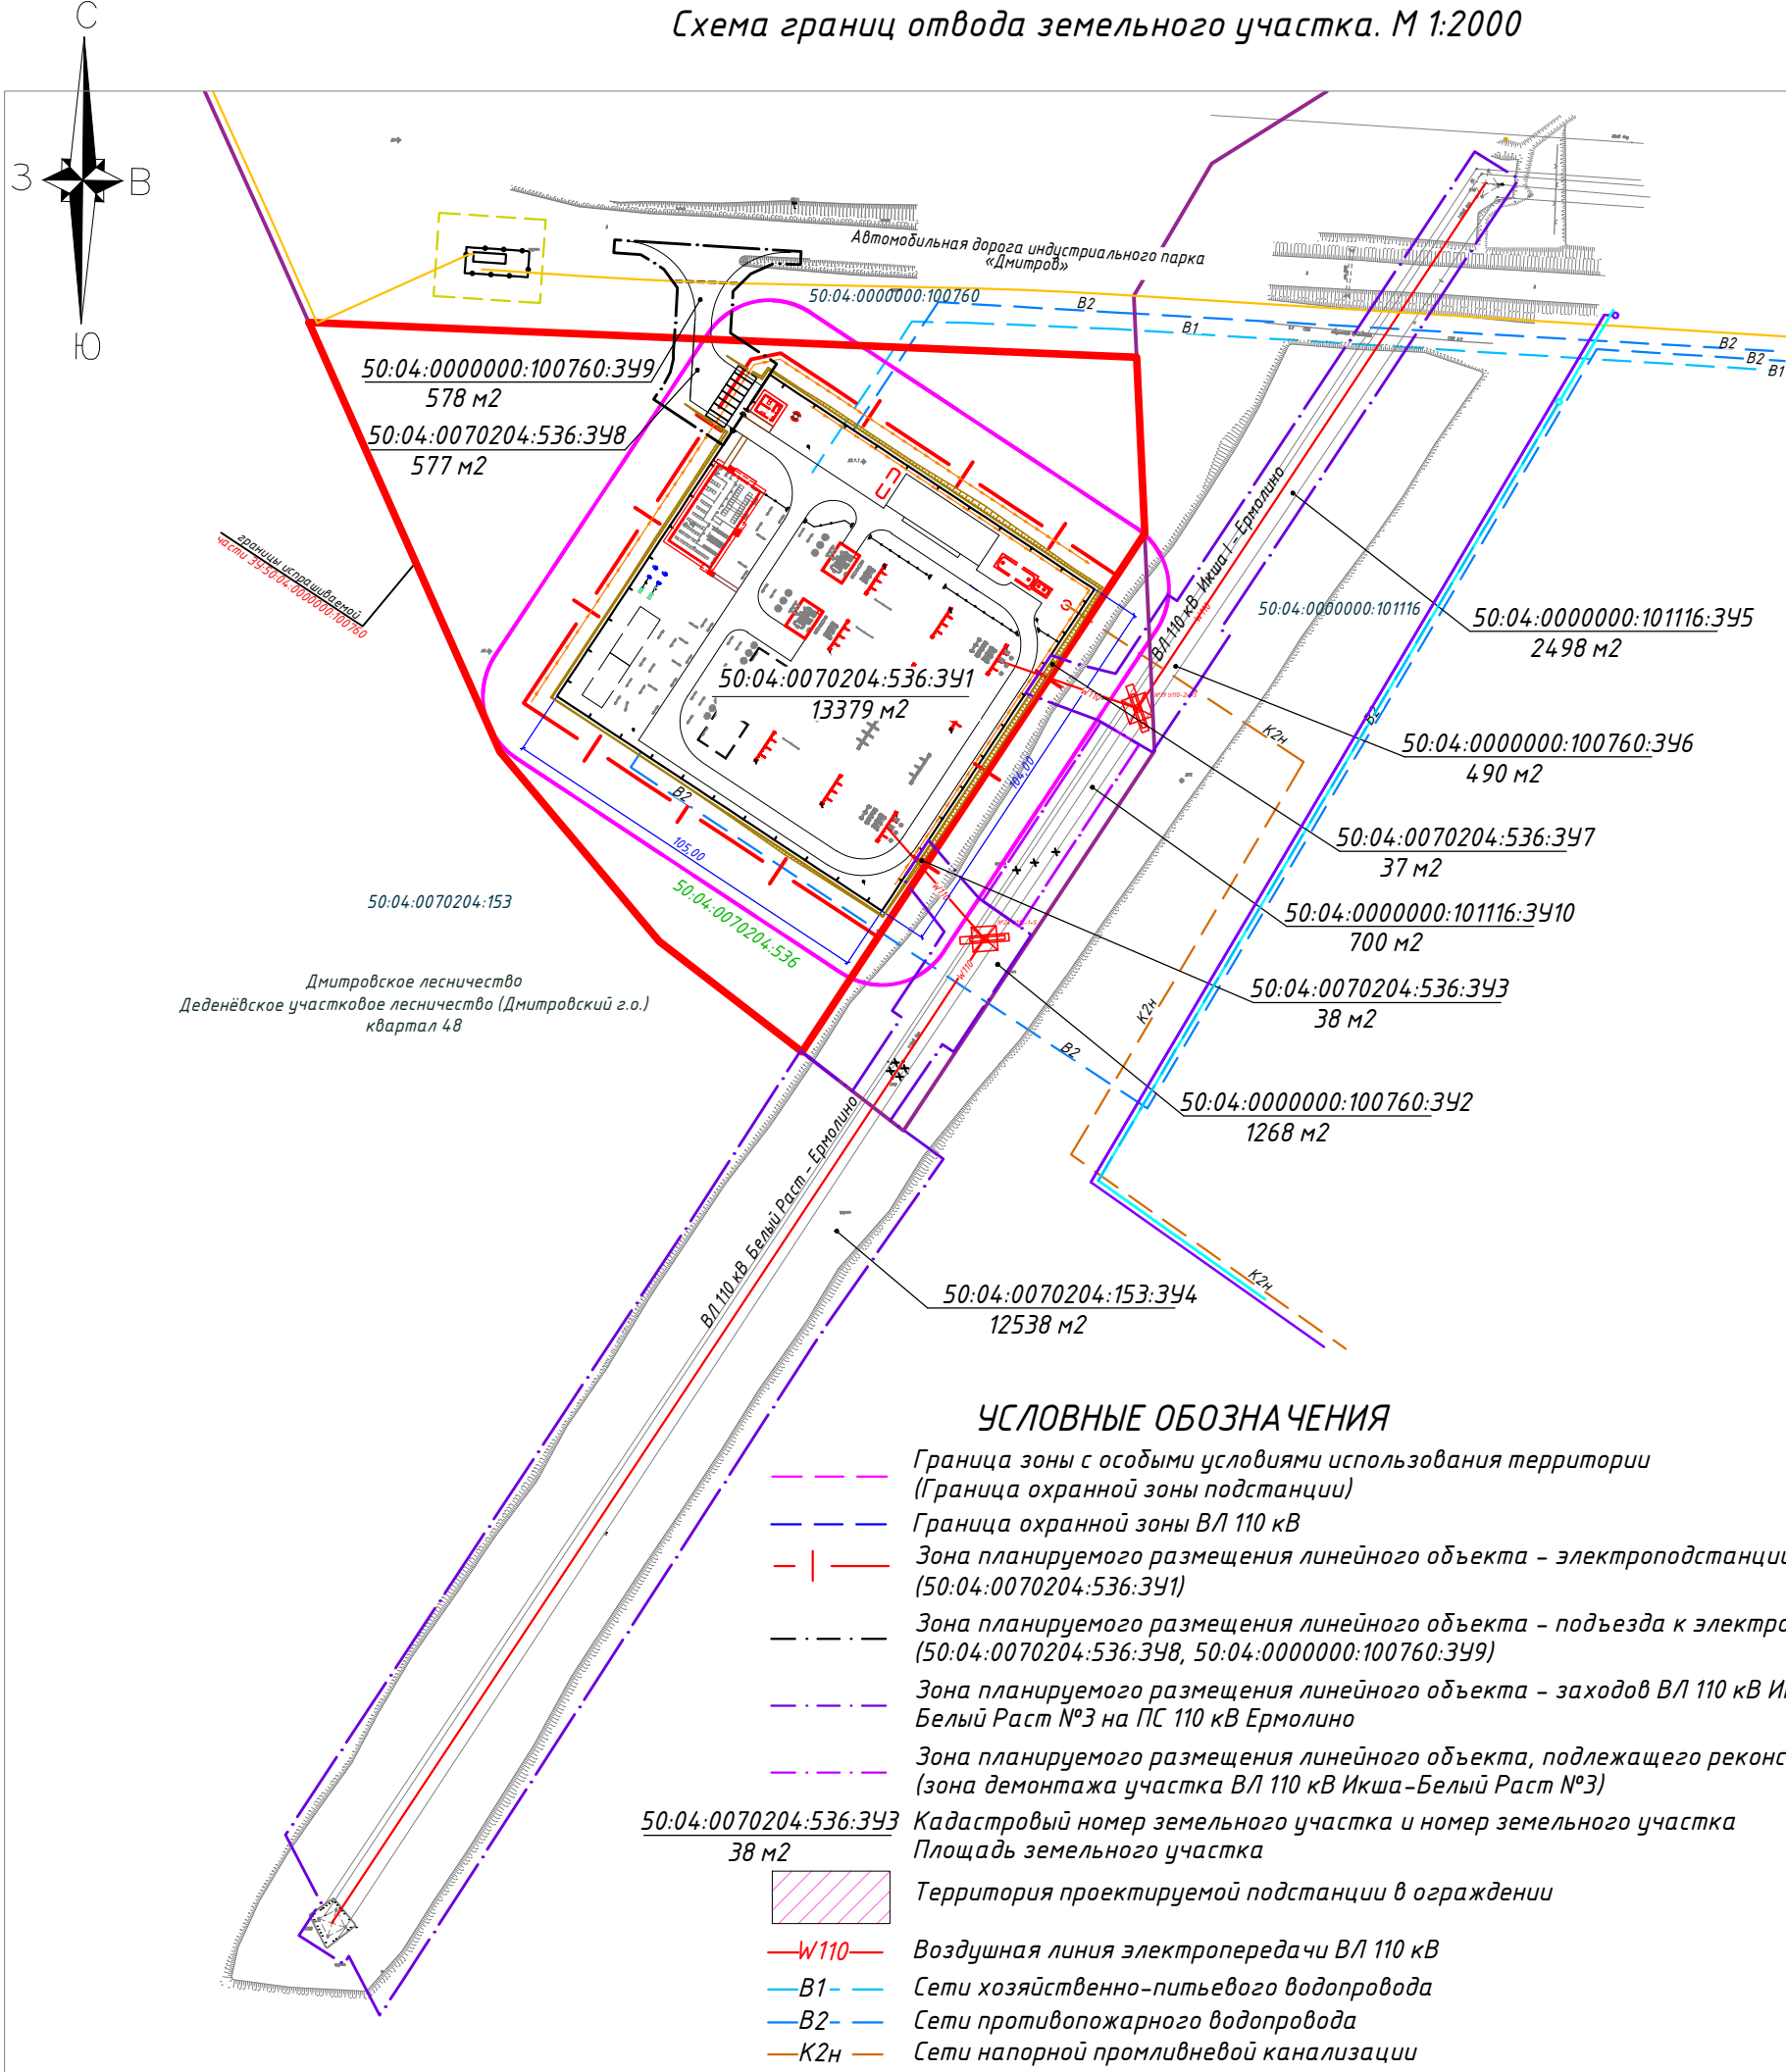 Схема границ отвода земельного участка. М 1:2000
С
З
В
Ю
Автомобильная дорога индустриального парка
«Дмитров»
50:04:0000000:100760
В2
В1
В2
В2
В1
50:04:0000000:100760:ЗУ9
578 м2
50:04:0070204:536:ЗУ8
577 м2
границы испрашиваемой
части ЗУ:50:04:0000000:100760
ВЛ 110 кВ Икша I - Ермолино
W110
50:04:0000000:101116
50:04:0000000:101116:ЗУ5
2498 м2
50:04:0070204:536:ЗУ1
13379 м2
W110
К2н
В2
50:04:0000000:100760:ЗУ6
490 м2
104,00
В2
105,00
50:04:0070204:536:ЗУ7
37 м2
50:04:0070204:153
50:04:0070204:536
W110
50:04:0000000:101116:ЗУ10
700 м2
W110
Дмитровское лесничество
Деденёвское участковое лесничество (Дмитровский г.о.)
квартал 48
50:04:0070204:536:ЗУ3
38 м2
К2н
В2
50:04:0000000:100760:ЗУ2
1268 м2
ВЛ 110 кВ Белый Раст - Ермолино
К2н
50:04:0070204:153:ЗУ4
12538 м2
УСЛОВНЫЕ ОБОЗНАЧЕНИЯ
Граница зоны с особыми условиями использования территории
(Граница охранной зоны подстанции)
Граница охранной зоны ВЛ 110 кВ
Зона планируемого размещения линейного объекта - электроподстанции
(50:04:0070204:536:ЗУ1)
Зона планируемого размещения линейного объекта - подъезда к электро
(50:04:0070204:536:ЗУ8, 50:04:0000000:100760:ЗУ9)
Зона планируемого размещения линейного объекта - заходов ВЛ 110 кВ И
Белый Раст №3 на ПС 110 кВ Ермолино
Зона планируемого размещения линейного объекта, подлежащего реконс
(зона демонтажа участка ВЛ 110 кВ Икша-Белый Раст №3)
50:04:0070204:536:ЗУ3 Кадастровый номер земельного участка и номер земельного участка
38 м2 Площадь земельного участка
Территория проектируемой подстанции в ограждении
W110 Воздушная линия электропередачи ВЛ 110 кВ
В1 Сети хозяйственно-питьевого водопровода
В2 Сети противопожарного водопровода
К2н Сети напорной промливневой канализации